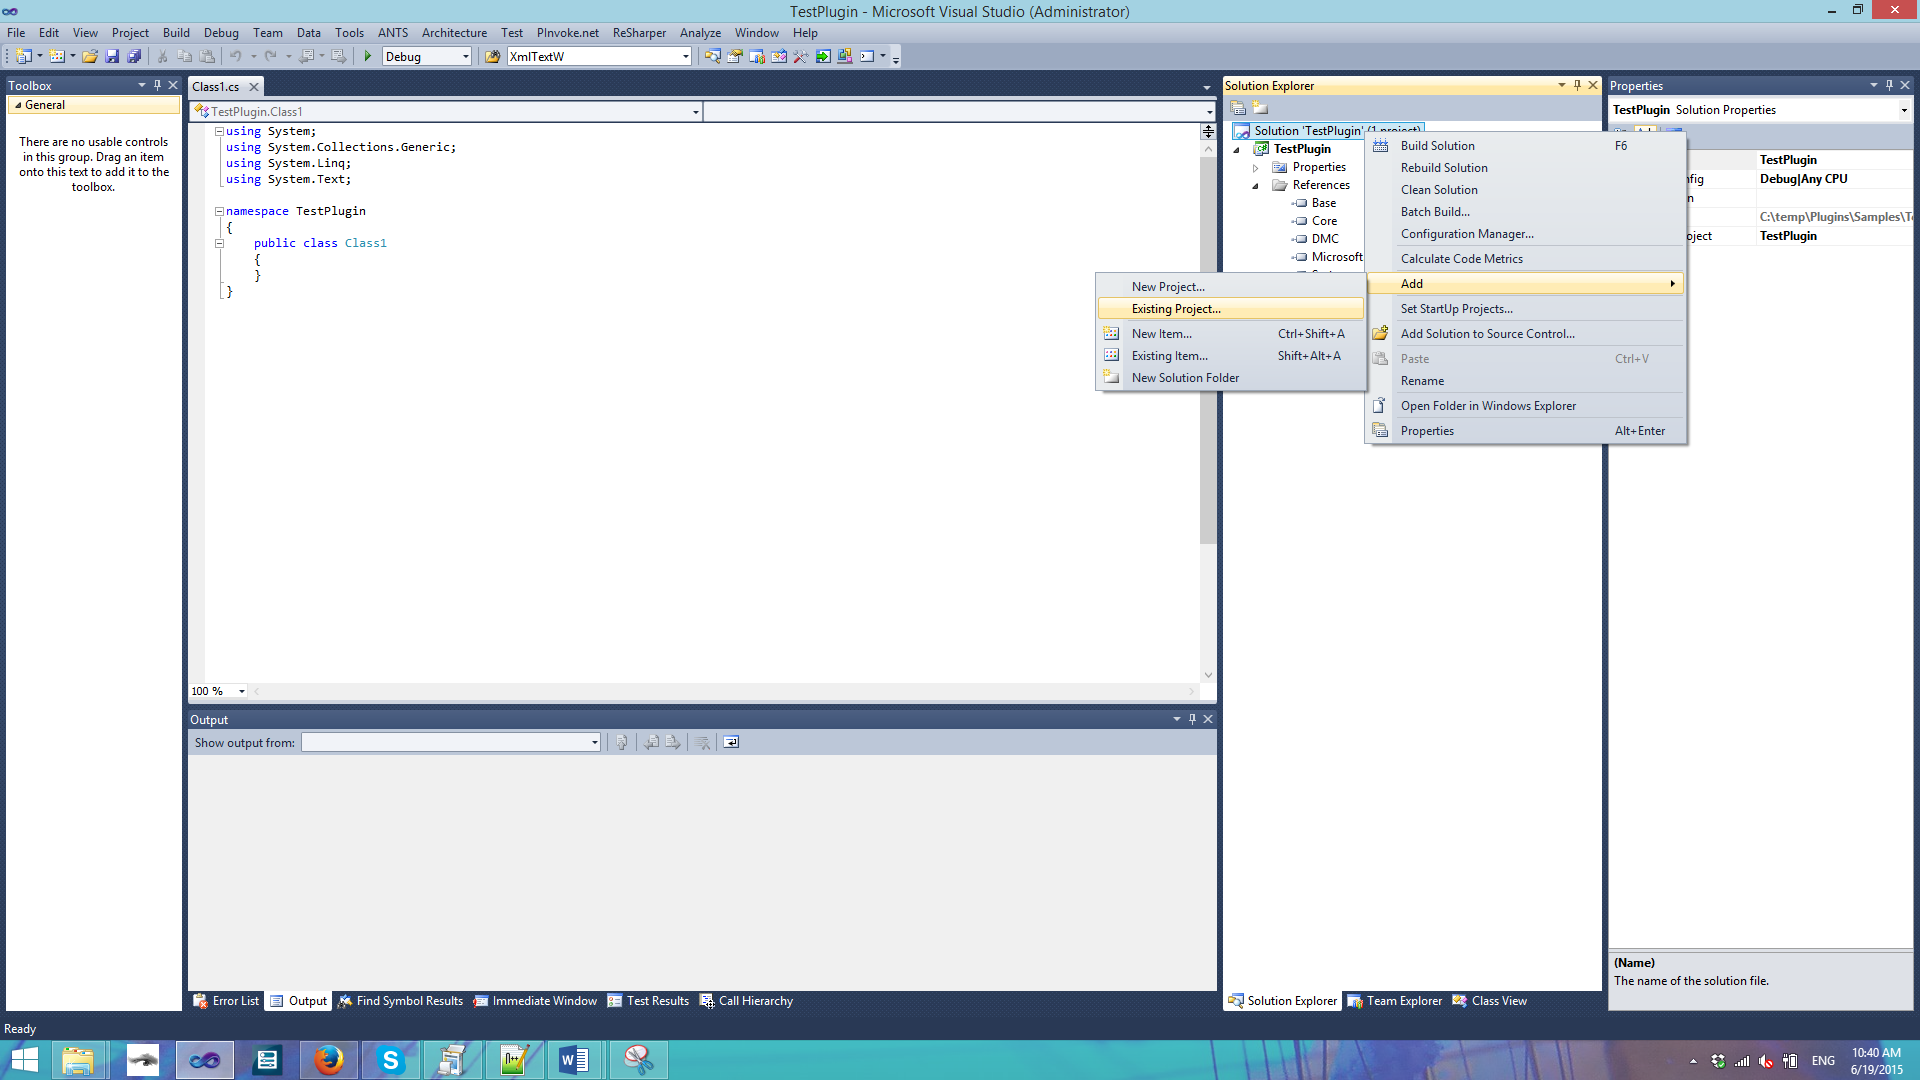 TestPlugin - Microsoft Visual Studio (Administrator)
File Edit View Project Build Debug Team Data Tools ANTS Architecture Test PInvoke.net ReSharper Analyze Window Help
Debug XmlTextW
Toolbox
General
There are no usable controls
in this group. Drag an item
onto this text to add it to the
toolbox.
Class1.cs
TestPlugin.Class1
using System;
using System.Collections.Generic;
using System.Linq;
using System.Text;
namespace TestPlugin
{
public class Class1
{
}
}
100 %
Output
Show output from:
Error List Output Find Symbol Results Immediate Window Test Results Call Hierarchy
Solution Explorer
Solution 'TestPlugin' (1 project)
TestPlugin
Properties
References
Base
Core
DMC
Microsoft
Build Solution F6
Rebuild Solution
Clean Solution
Batch Build...
Configuration Manager...
Calculate Code Metrics
Add
Set StartUp Projects...
Add Solution to Source Control...
Paste Ctrl+V
Rename
Open Folder in Windows Explorer
Properties Alt+Enter
New Project...
Existing Project...
New Item... Ctrl+Shift+A
Existing Item... Shift+Alt+A
New Solution Folder
Solution Explorer Team Explorer Class View
Properties
TestPlugin Solution Properties
TestPlugin
nfig Debug|Any CPU
n
C:\temp\Plugins\Samples\T
oject TestPlugin
(Name)
The name of the solution file.
Ready
ENG
10:40 AM
6/19/2015